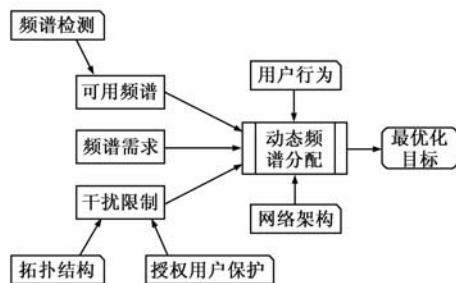 频谱检测
用户行为
可用频谱
频谱需求
动态频
谱分配
最优化
目标
干扰限制
网络架构
拓扑结构
授权用户保护